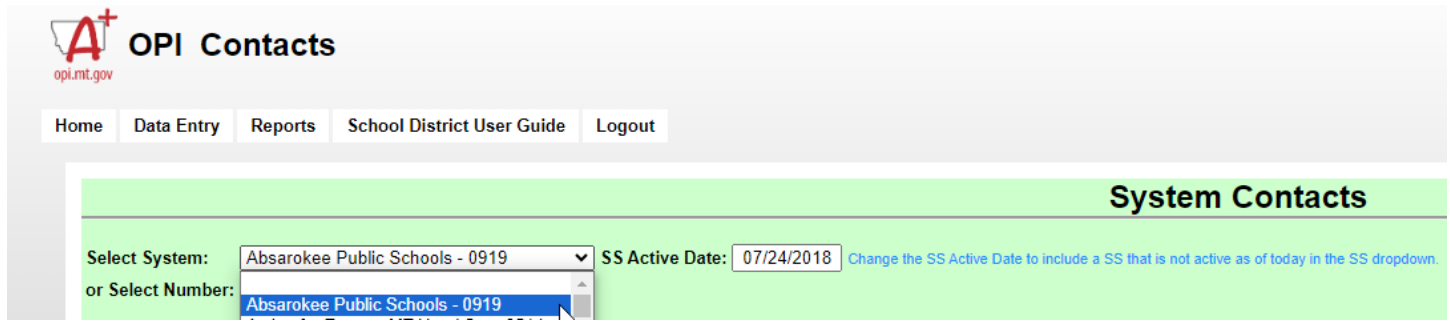 A+
opi.mt.gov
OPI Contacts
Home Data Entry Reports School District User Guide Logout
System Contacts
Select System: Absarokee Public Schools - 0919 SS Active Date: 07/24/2018 Change the SS Active Date to include a SS that is not active as of today in the SS dropdown.
or Select Number:
Absarokee Public Schools - 0919